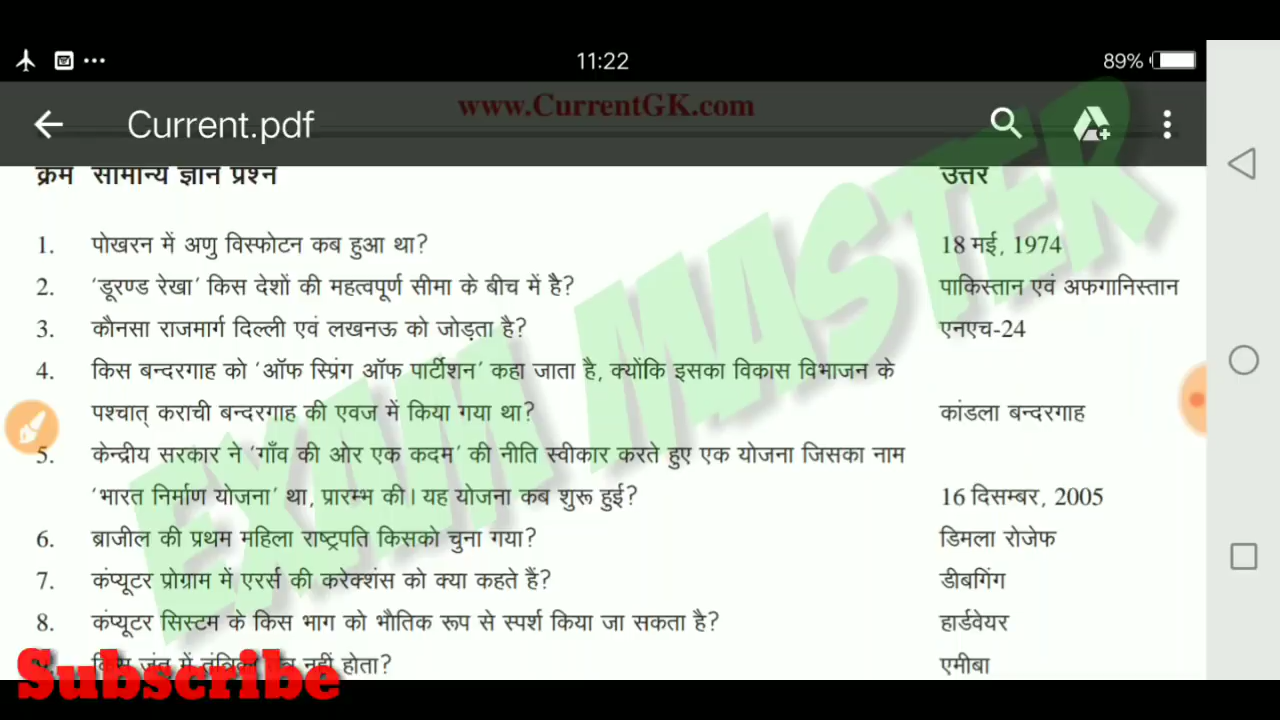 11:22
89%
www.CurrentGK.com
Current.pdf
क्रम सामान्य ज्ञान प्रश्न उत्तर
1. पोखरन में अणु विस्फोटन कब हुआ था? 18 मई, 1974
2. 'डूरण्ड रेखा' किस देशों की महत्वपूर्ण सीमा के बीच में है? पाकिस्तान एवं अफगानिस्तान
3. कौनसा राजमार्ग दिल्ली एवं लखनऊ को जोड़ता है? एनएच-24
4. किस बन्दरगाह को 'ऑफ स्प्रिंग ऑफ पार्टीशन' कहा जाता है, क्योंकि इसका विकास विभाजन के
पश्चात् कराची बन्दरगाह की एवज में किया गया था? कांडला बन्दरगाह
5. केन्द्रीय सरकार ने 'गाँव की ओर एक कदम' की नीति स्वीकार करते हुए एक योजना जिसका नाम
'भारत निर्माण योजना' था, प्रारम्भ की। यह योजना कब शुरू हुई? 16 दिसम्बर, 2005
6. ब्राजील की प्रथम महिला राष्ट्रपति किसको चुना गया? डिमला रोजेफ
7. कंप्यूटर प्रोग्राम में एरर्स की करेक्शंस को क्या कहते हैं? डीबगिंग
8. कंप्यूटर सिस्टम के किस भाग को भौतिक रूप से स्पर्श किया जा सकता है? हार्डवेयर
में नहीं होता? एमीबा
EXAM MASTER
Subscribe